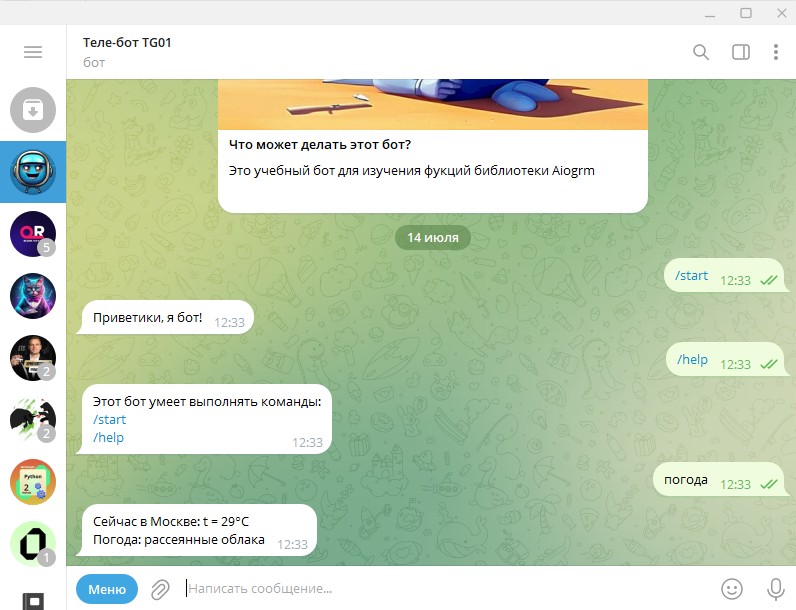 Теле-бот TG01
бот
Что может делать этот бот?
Это учебный бот для изучения фукций библиотеки Aiogrm
14 июля
/start 12:33
Приветики, я бот! 12:33
/help 12:33
Этот бот умеет выполнять команды:
/start
/help 12:33
погода 12:33
Сейчас в Москве: t = 29°C
Погода: рассеянные облака 12:33
QR
5
2
2
Python
2
1
Меню
Написать сообщение...